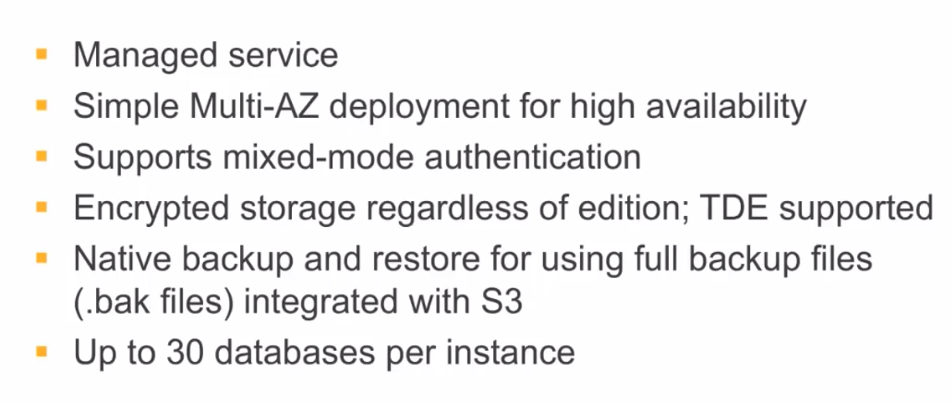 Managed service
Simple Multi-AZ deployment for high availability
Supports mixed-mode authentication
Encrypted storage regardless of edition; TDE supported
Native backup and restore for using full backup files
(.bak files) integrated with S3
Up to 30 databases per instance